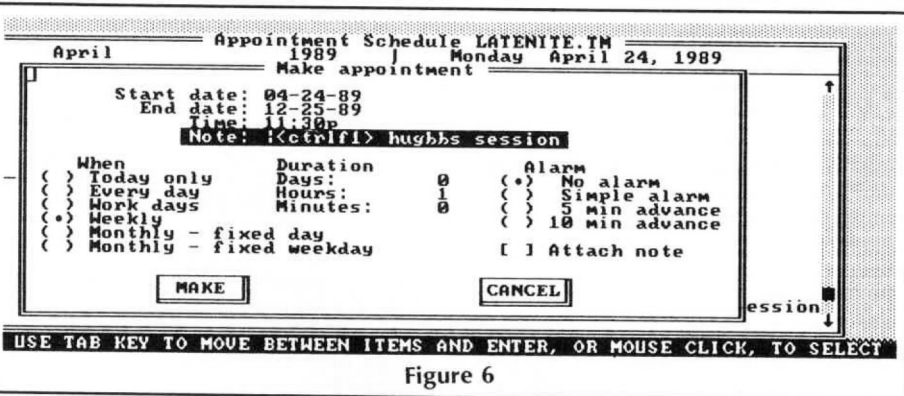 Appointment Schedule LATENITE.TM
April 1989 | Monday April 24, 1989
Make appointment
Start date: 04-24-89
End date: 12-25-89
Time: 11:30p
Note: |<ctrlf1> hughhs session
When Duration Alarm
( ) Today only Days: 0 (•) No alarm
( ) Every day Hours: 1 ( ) Simple alarm
( ) Work days Minutes: 0 ( ) 5 min advance
(•) Weekly ( ) 10 min advance
( ) Monthly - fixed day
( ) Monthly - fixed weekday [ ] Attach note
MAKE CANCEL
ession
USE TAB KEY TO MOVE BETWEEN ITEMS AND ENTER, OR MOUSE CLICK, TO SELECT
Figure 6